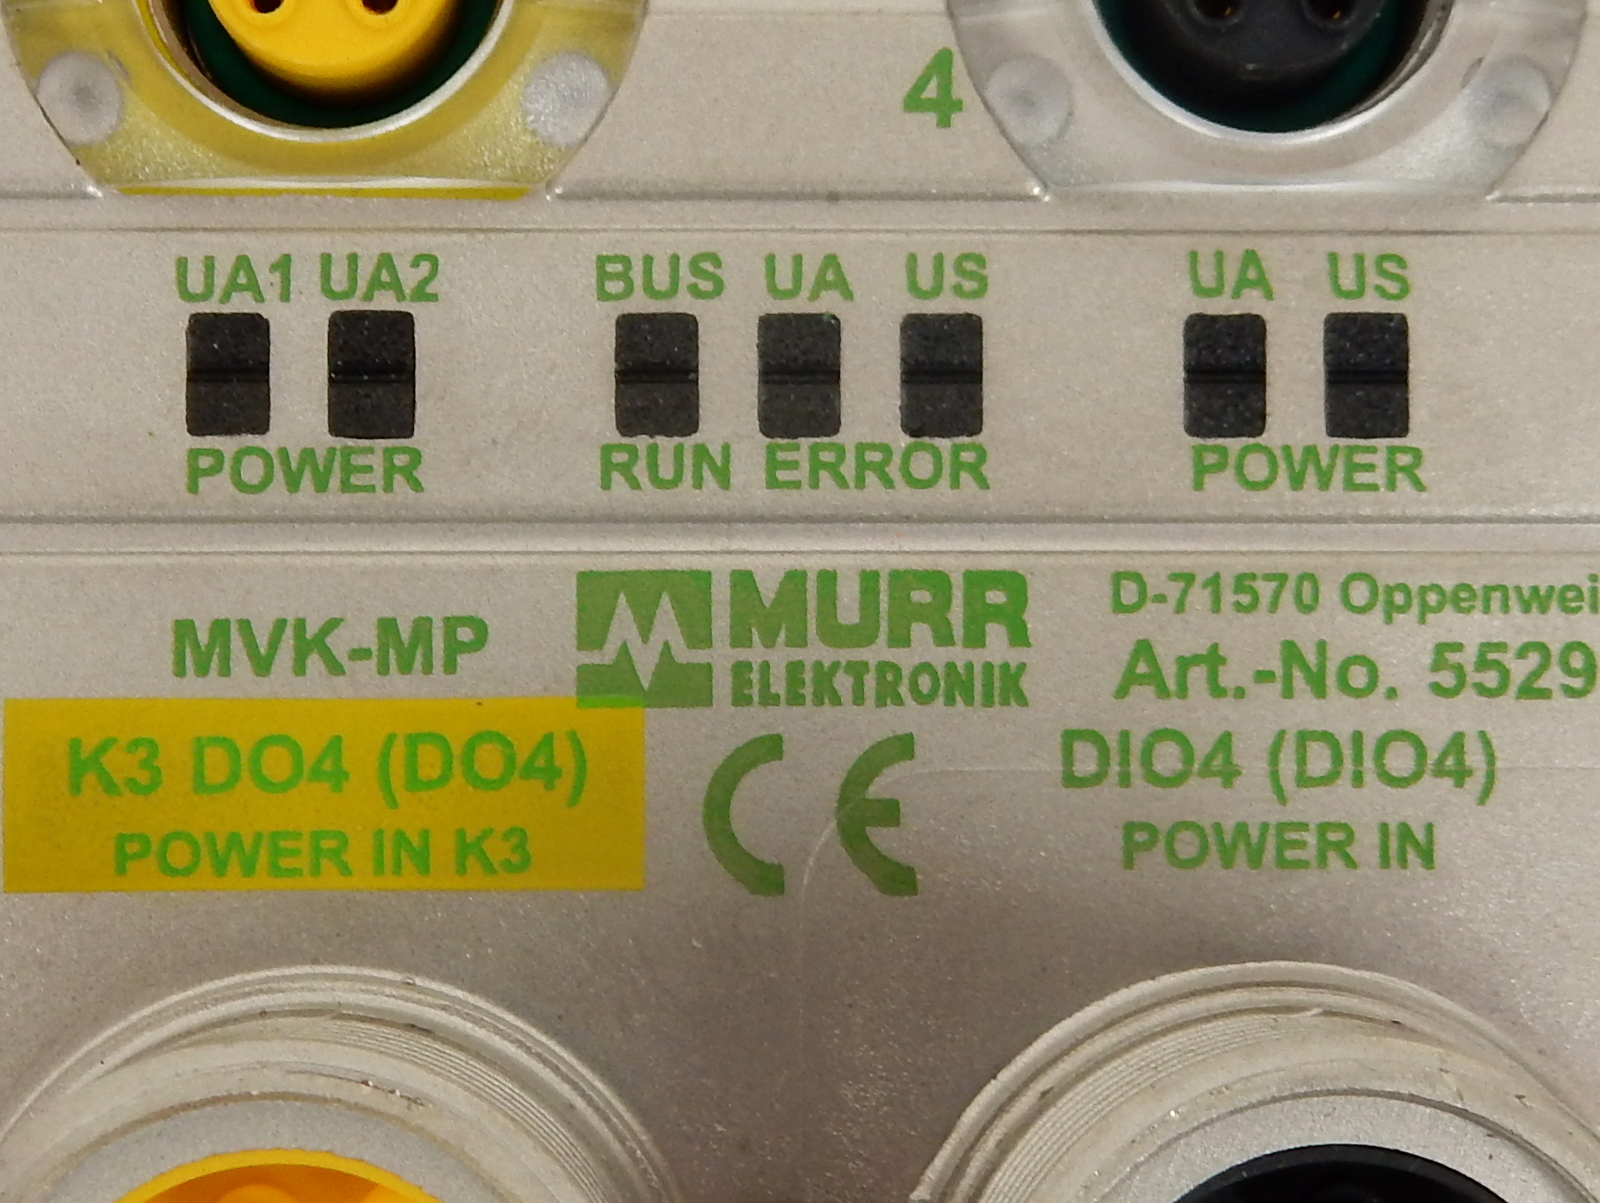 4
UA1 UA2 BUS UA US UA US
POWER RUN ERROR POWER
MVK-MP
MURR
ELEKTRONIK
D-71570 Oppenwei
Art.-No. 5529
K3 DO4 (DO4)
POWER IN K3
CE
DIO4 (DIO4)
POWER IN